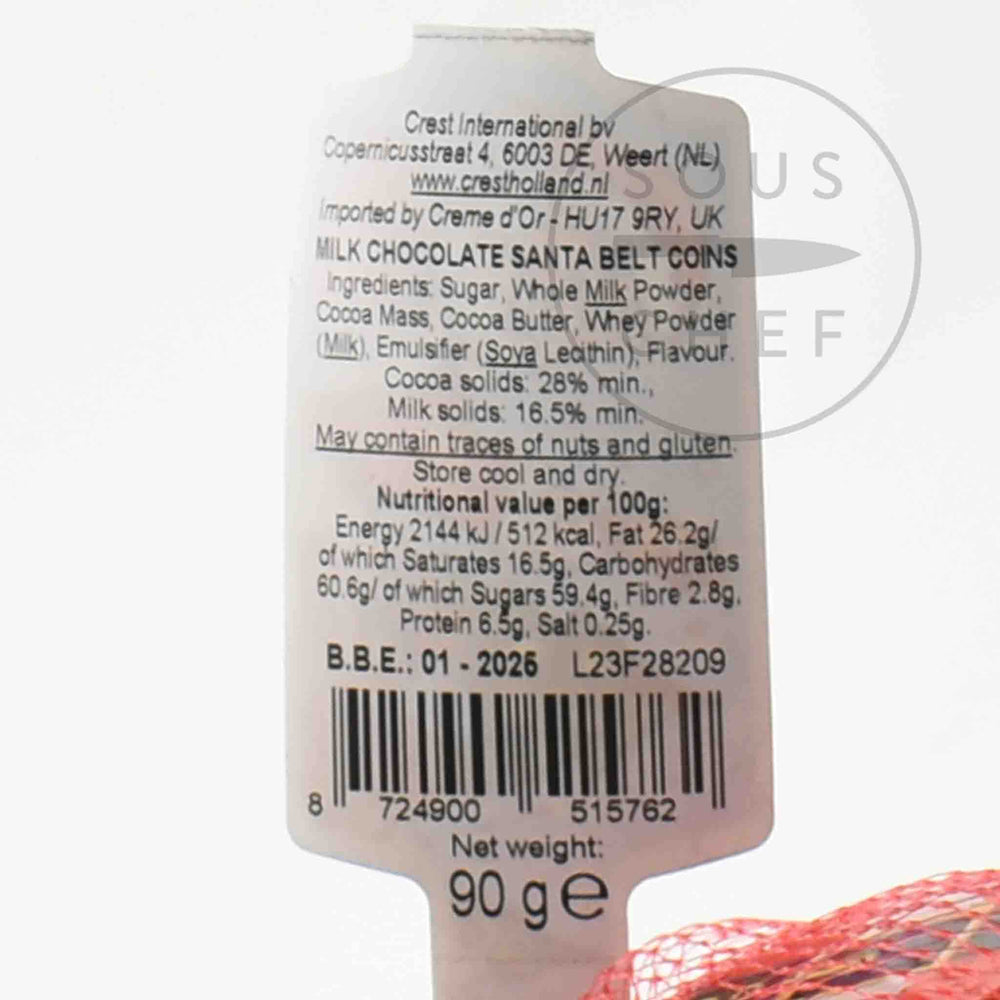 Crest International bv
Copernicusstraat 4, 6003 DE, Weert (NL)
www.crestholland.nl
Imported by Creme d'Or - HU17 9RY, UK
MILK CHOCOLATE SANTA BELT COINS
Ingredients: Sugar, Whole Milk Powder,
Cocoa Mass, Cocoa Butter, Whey Powder
(Milk), Emulsifier (Soya Lecithin), Flavour.
Cocoa solids: 28% min.,
Milk solids: 16.5% min.
May contain traces of nuts and gluten.
Store cool and dry.
Nutritional value per 100g:
Energy 2144 kJ / 512 kcal, Fat 26.2g/
of which Saturates 16.5g, Carbohydrates
60.6g/ of which Sugars 59.4g, Fibre 2.8g,
Protein 6.5g, Salt 0.25g.
B.B.E.: 01 - 2026 L23F28209
8 724900 515762
Net weight:
90 g e
SOUS
CHEF